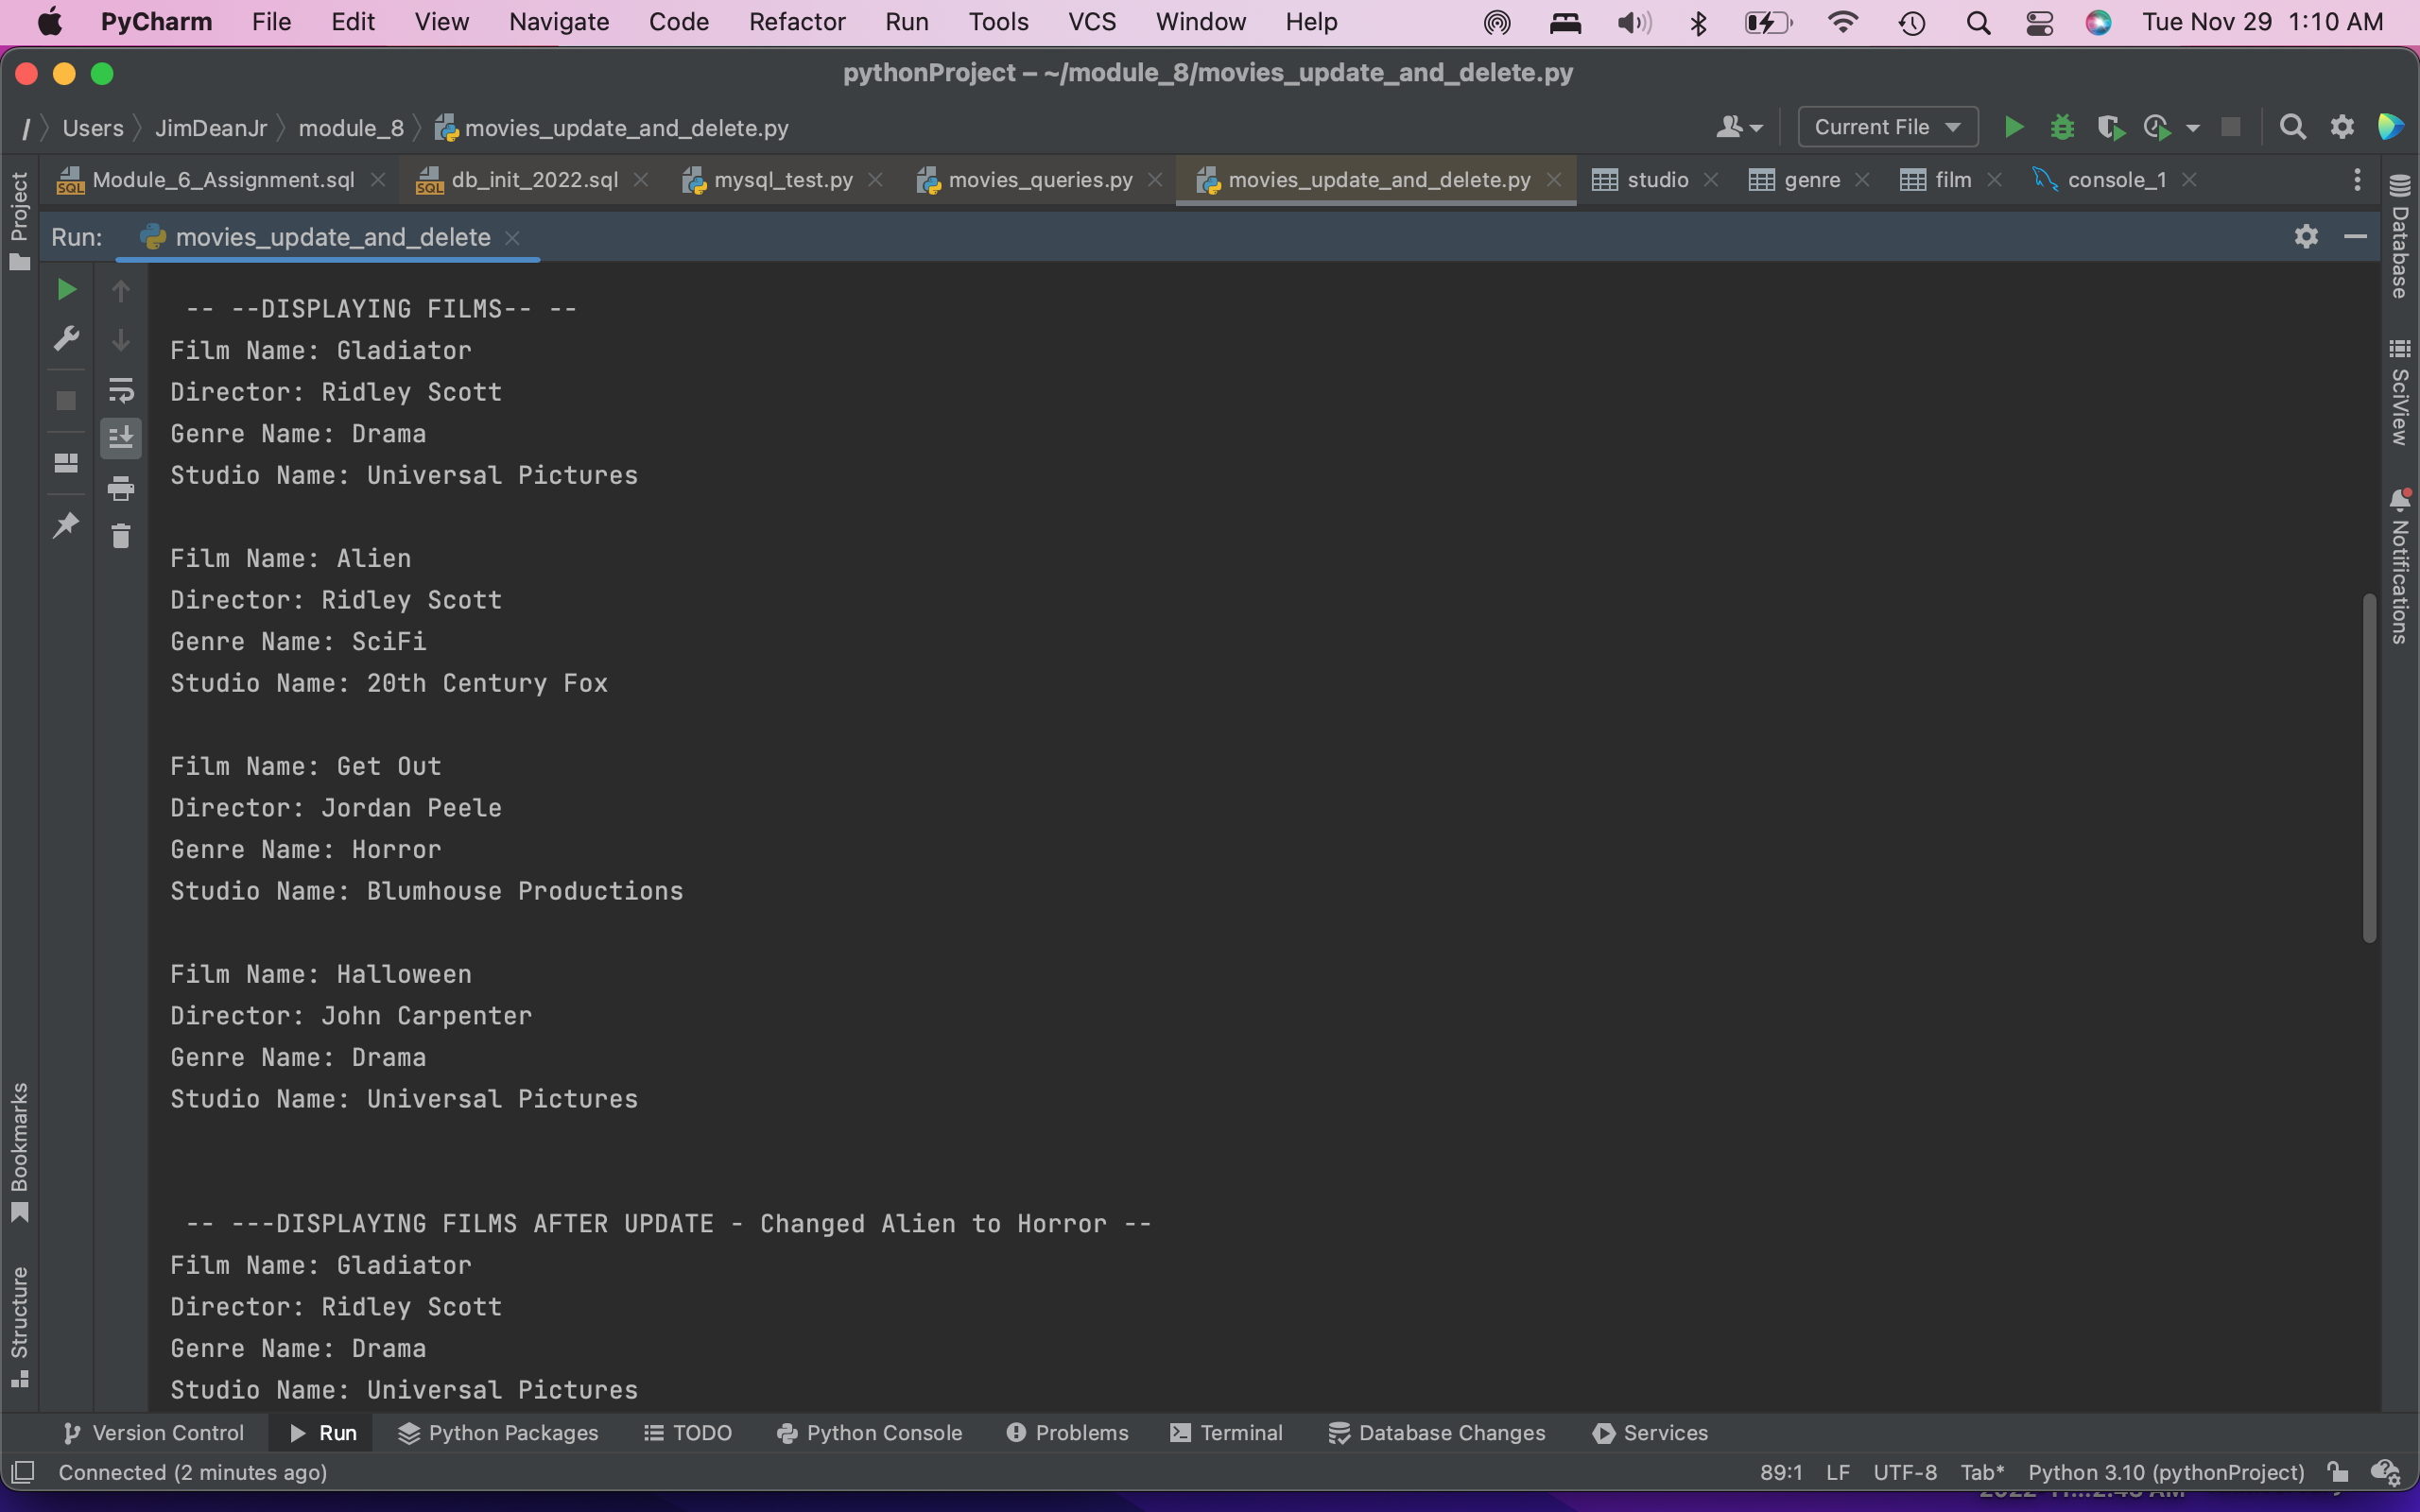 PyCharm File Edit View Navigate Code Refactor Run Tools VCS Window Help Tue Nov 29 1:10 AM
pythonProject – ~/module_8/movies_update_and_delete.py
/ Users JimDeanJr module_8 movies_update_and_delete.py Current File
Module_6_Assignment.sql db_init_2022.sql mysql_test.py movies_queries.py movies_update_and_delete.py studio genre film console_1
Project
Run: movies_update_and_delete
Database
SciView
Notifications
-- --DISPLAYING FILMS-- --
Film Name: Gladiator
Director: Ridley Scott
Genre Name: Drama
Studio Name: Universal Pictures
Film Name: Alien
Director: Ridley Scott
Genre Name: SciFi
Studio Name: 20th Century Fox
Film Name: Get Out
Director: Jordan Peele
Genre Name: Horror
Studio Name: Blumhouse Productions
Film Name: Halloween
Director: John Carpenter
Genre Name: Drama
Studio Name: Universal Pictures
-- ---DISPLAYING FILMS AFTER UPDATE - Changed Alien to Horror --
Film Name: Gladiator
Director: Ridley Scott
Genre Name: Drama
Studio Name: Universal Pictures
Bookmarks
Structure
Version Control Run Python Packages TODO Python Console Problems Terminal Database Changes Services
Connected (2 minutes ago) 89:1 LF UTF-8 Tab* Python 3.10 (pythonProject)